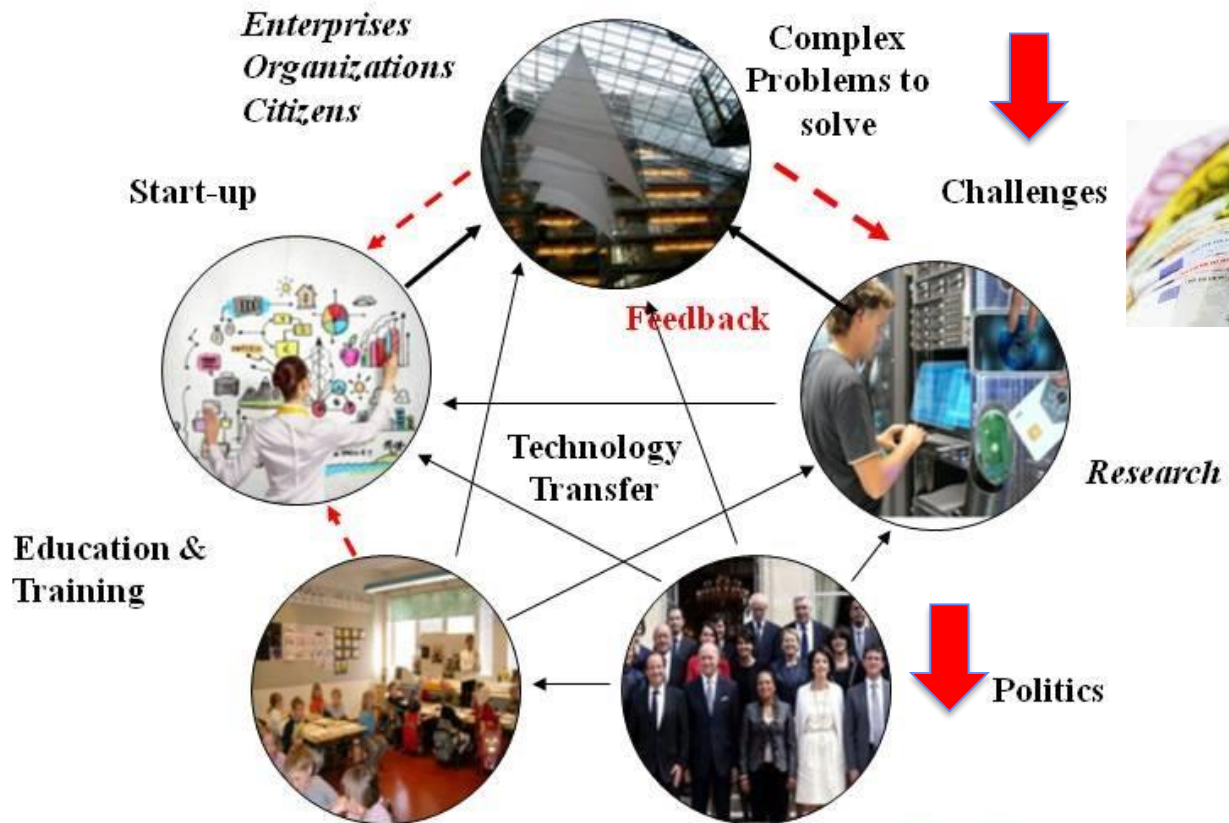 Enterprises
Organizations
Citizens
Complex
Problems to
solve
Start-up
Challenges
Feedback
Technology
Transfer
Research
Education &
Training
Politics